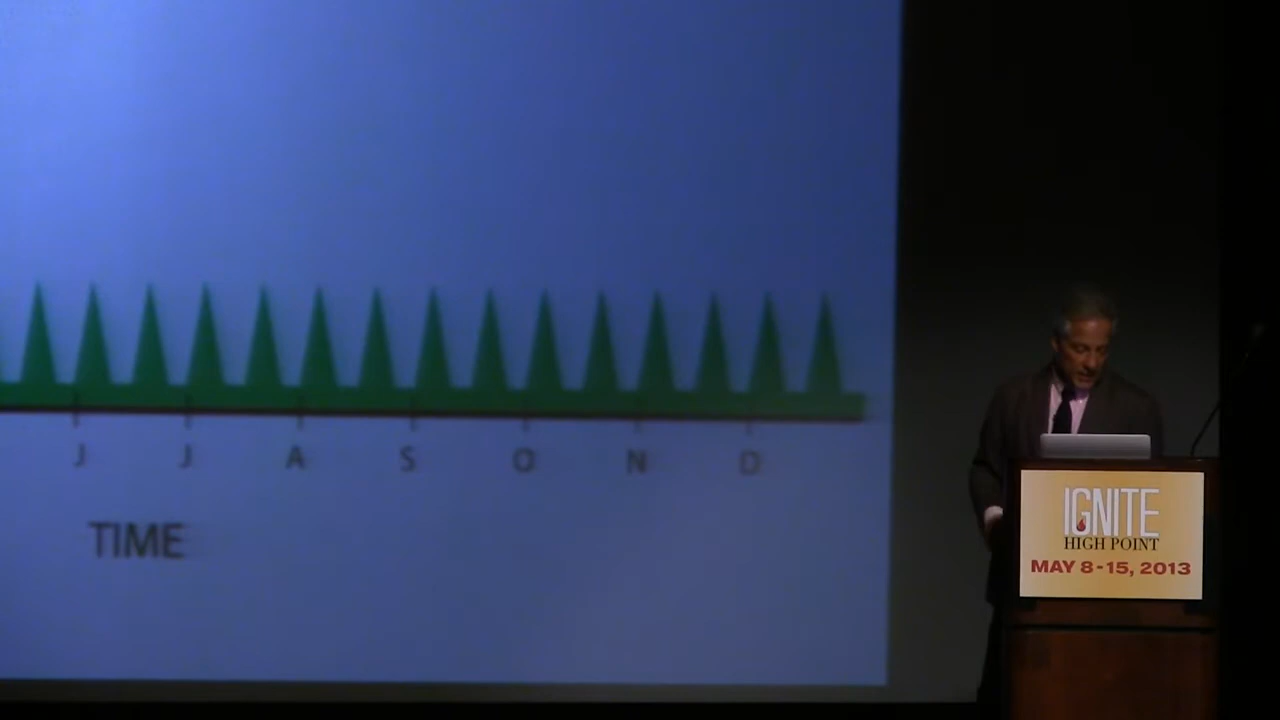 J J A S O N D
TIME
IGNITE
HIGH POINT
MAY 8-15, 2013